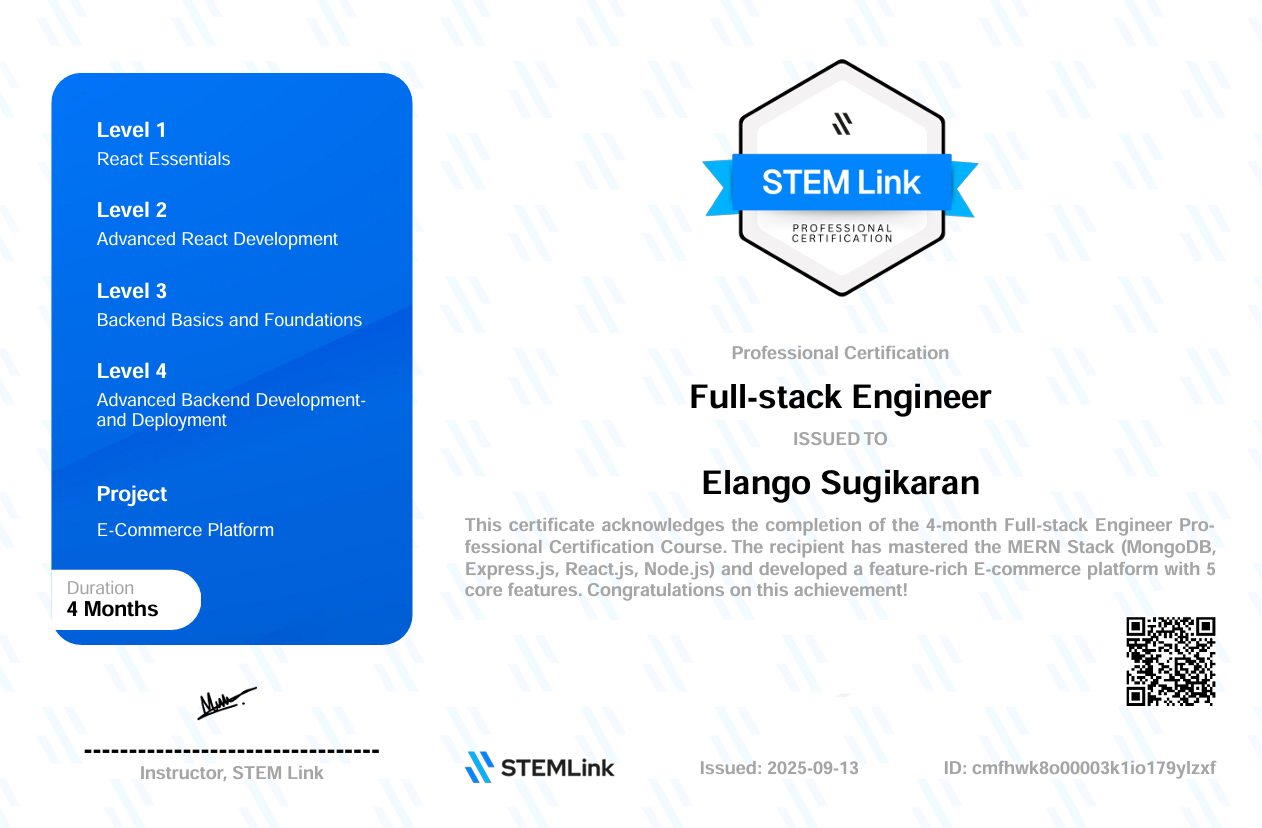 Level 1
React Essentials
Level 2
Advanced React Development
Level 3
Backend Basics and Foundations
Level 4
Advanced Backend Development-
and Deployment
Project
E-Commerce Platform
Duration
4 Months
Instructor, STEM Link
STEM Link
PROFESSIONAL
CERTIFICATION
Professional Certification
Full-stack Engineer
ISSUED TO
Elango Sugikaran
This certificate acknowledges the completion of the 4-month Full-stack Engineer Pro-
fessional Certification Course. The recipient has mastered the MERN Stack (MongoDB,
Express.js, React.js, Node.js) and developed a feature-rich E-commerce platform with 5
core features. Congratulations on this achievement!
STEMLink
Issued: 2025-09-13
ID: cmfhwk8o00003k1io179ylzxf